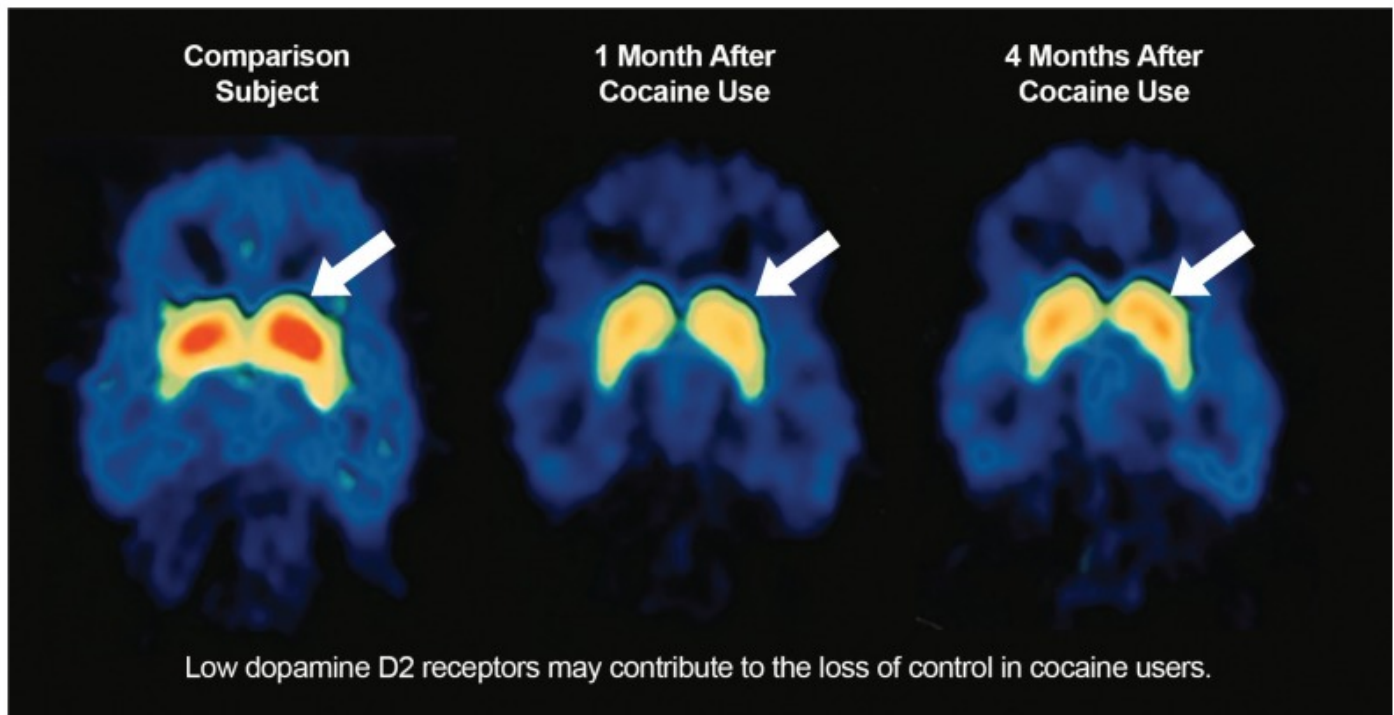 Comparison
Subject
1 Month After
Cocaine Use
4 Months After
Cocaine Use
Low dopamine D2 receptors may contribute to the loss of control in cocaine users.